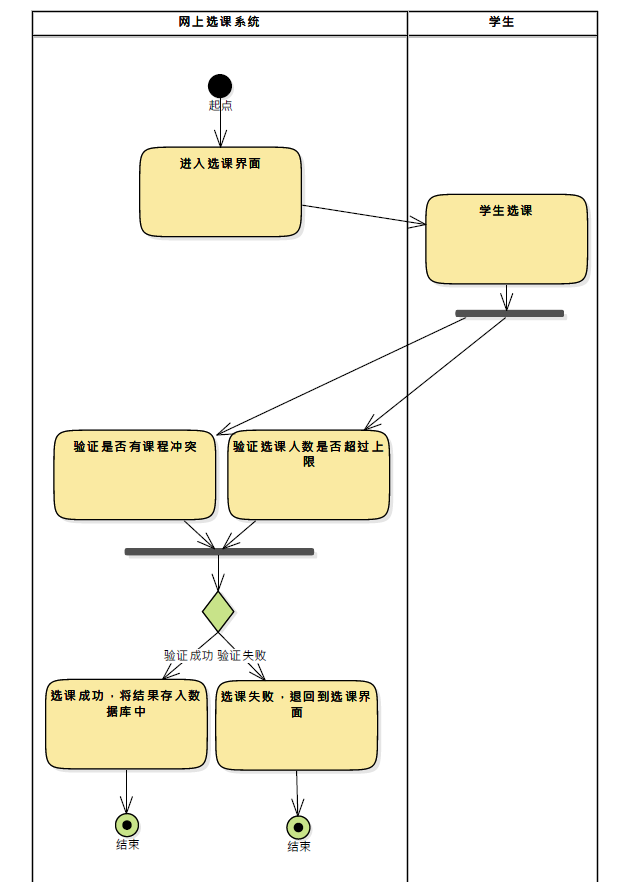 网上选课系统
学生
起点
进入选课界面
学生选课
验证是否有课程冲突
验证选课人数是否超过上
限
验证成功
验证失败
选课成功，将结果存入数
据库中
选课失败，退回到选课界
面
结束
结束